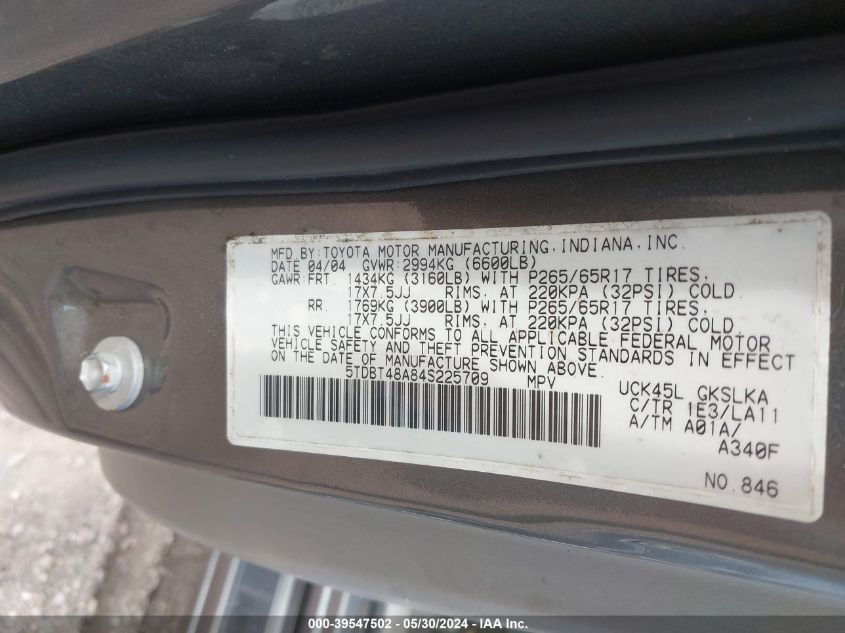 MFD BY:TOYOTA MOTOR MANUFACTURING, INDIANA, INC.
DATE 04/04 GVWR:2994KG (6600LB)
GAWR:FRT. 1434KG (3160LB) WITH P265/65R17 TIRES,
17X7.5JJ RIMS, AT 220KPA (32PSI) COLD.
RR. 1769KG (3900LB) WITH P265/65R17 TIRES,
17X7.5JJ RIMS, AT 220KPA (32PSI) COLD.
THIS VEHICLE CONFORMS TO ALL APPLICABLE FEDERAL MOTOR
VEHICLE SAFETY AND THEFT PREVENTION STANDARDS IN EFFECT
ON THE DATE OF MANUFACTURE SHOWN ABOVE.
5TDBT48A84S225709 MPV
UCK45L GKSLKA
C/TR 1E3/LA11
A/TM A01A/
A340F
NO.846
000-39547502 - 05/30/2024 - IAA Inc.